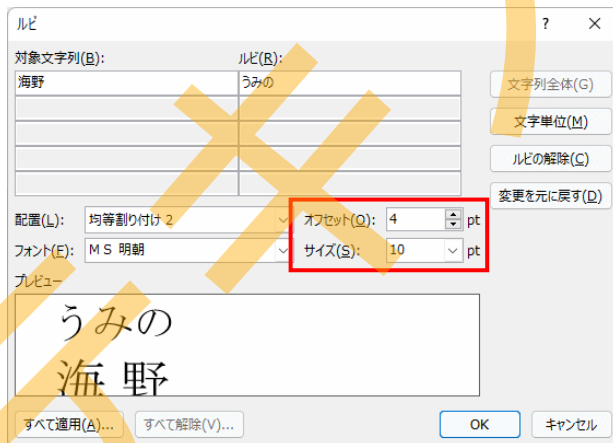 ルビ ? ×
対象文字列(B): ルビ(R):
海野 うみの
文字列全体(G)
文字単位(M)
ルビの解除(C)
変更を元に戻す(D)
配置(L): 均等割り付け 2 オフセット(O): 4 pt
フォント(F): ＭＳ 明朝 サイズ(S): 10 pt
プレビュー
うみの
海野
すべて適用(A)... すべて解除(V)... OK キャンセル